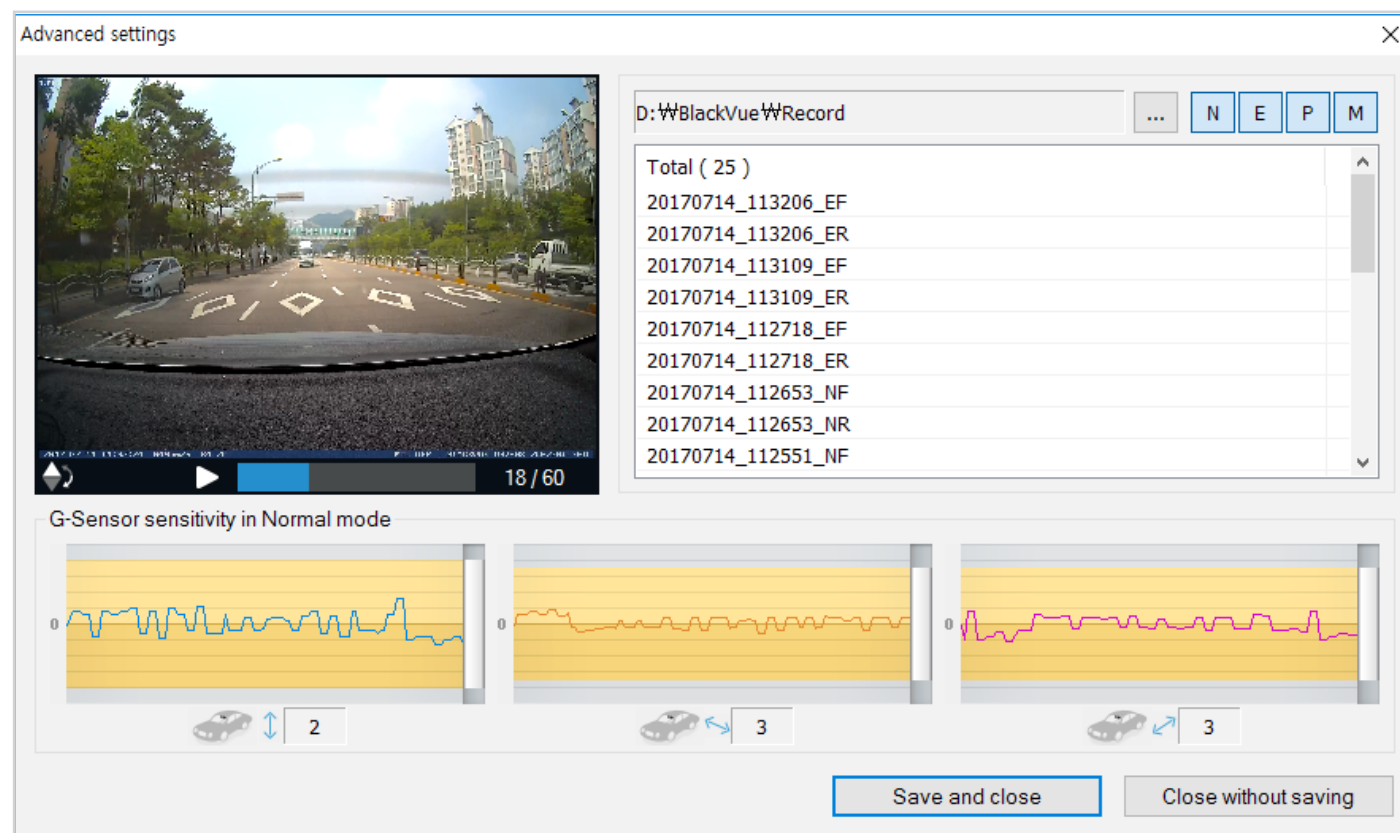 Advanced settings
D:₩BlackVue₩Record
... N E P M
Total ( 25 )
20170714_113206_EF
20170714_113206_ER
20170714_113109_EF
20170714_113109_ER
20170714_112718_EF
20170714_112718_ER
20170714_112653_NF
20170714_112653_NR
20170714_112551_NF
18 / 60
G-Sensor sensitivity in Normal mode
0 0 0
2 3 3
Save and close Close without saving